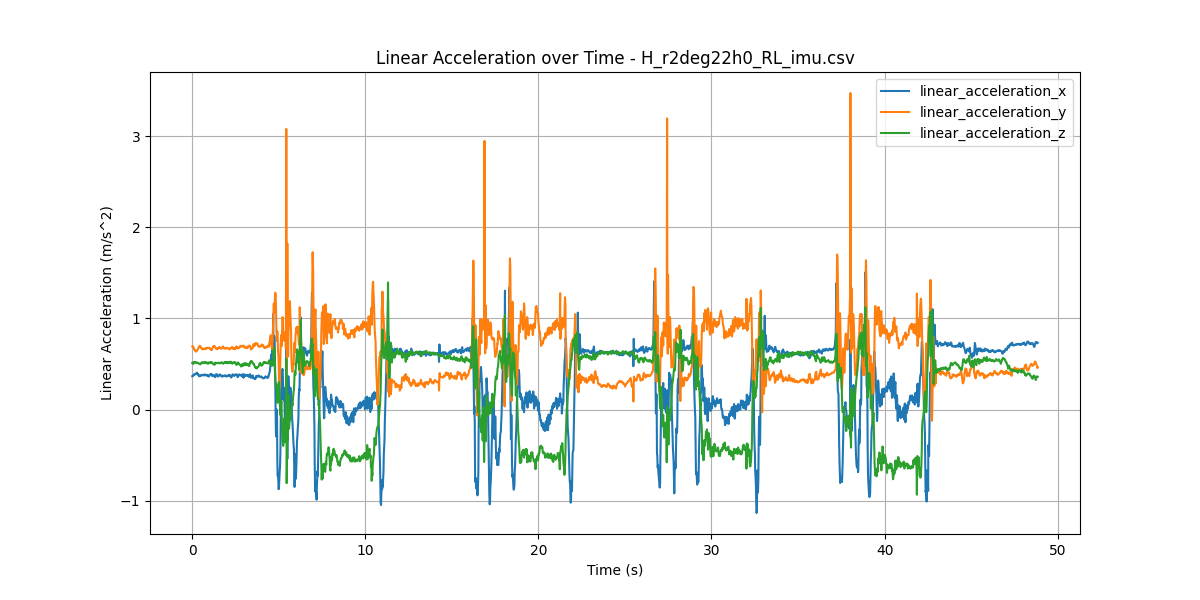 Linear Acceleration over Time - H_r2deg22h0_RL_imu.csv
linear_acceleration_x
linear_acceleration_y
linear_acceleration_z
Linear Acceleration (m/s^2)
3
2
1
0
−1
0 10 20 30 40 50
Time (s)